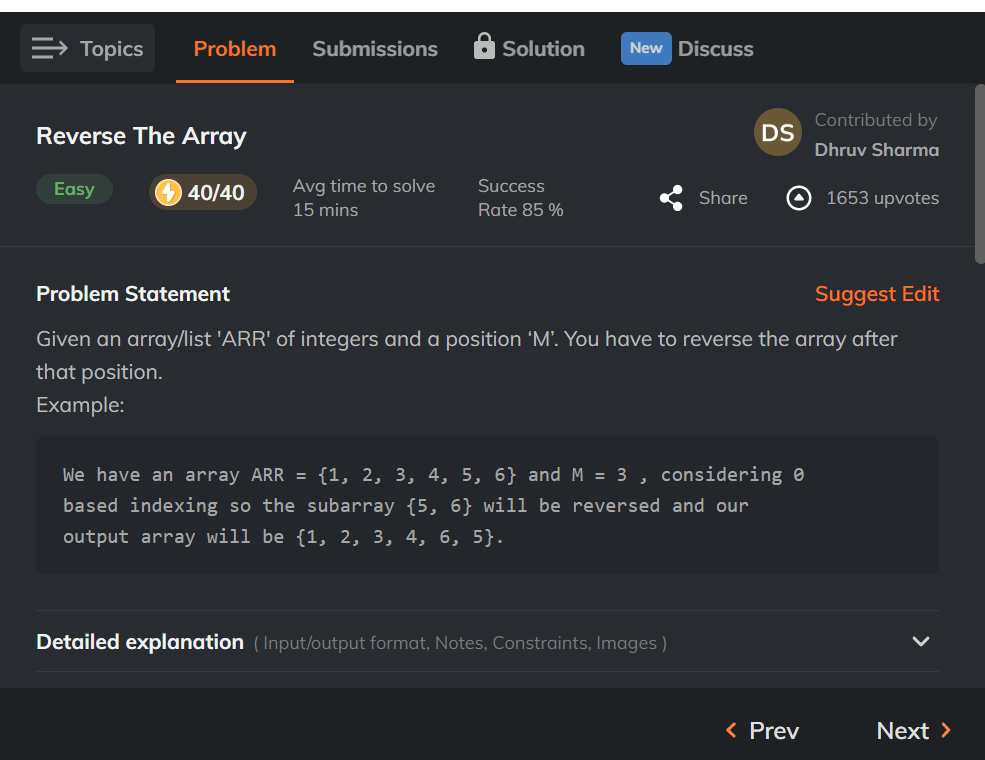 Topics Problem Submissions Solution New Discuss
Reverse The Array
DS
Contributed by
Dhruv Sharma
Easy
40/40
Avg time to solve
15 mins
Success
Rate 85 %
Share
1653 upvotes
Problem Statement
Suggest Edit
Given an array/list 'ARR' of integers and a position ‘M’. You have to reverse the array after
that position.
Example:
We have an array ARR = {1, 2, 3, 4, 5, 6} and M = 3 , considering 0
based indexing so the subarray {5, 6} will be reversed and our
output array will be {1, 2, 3, 4, 6, 5}.
Detailed explanation ( Input/output format, Notes, Constraints, Images )
Prev Next